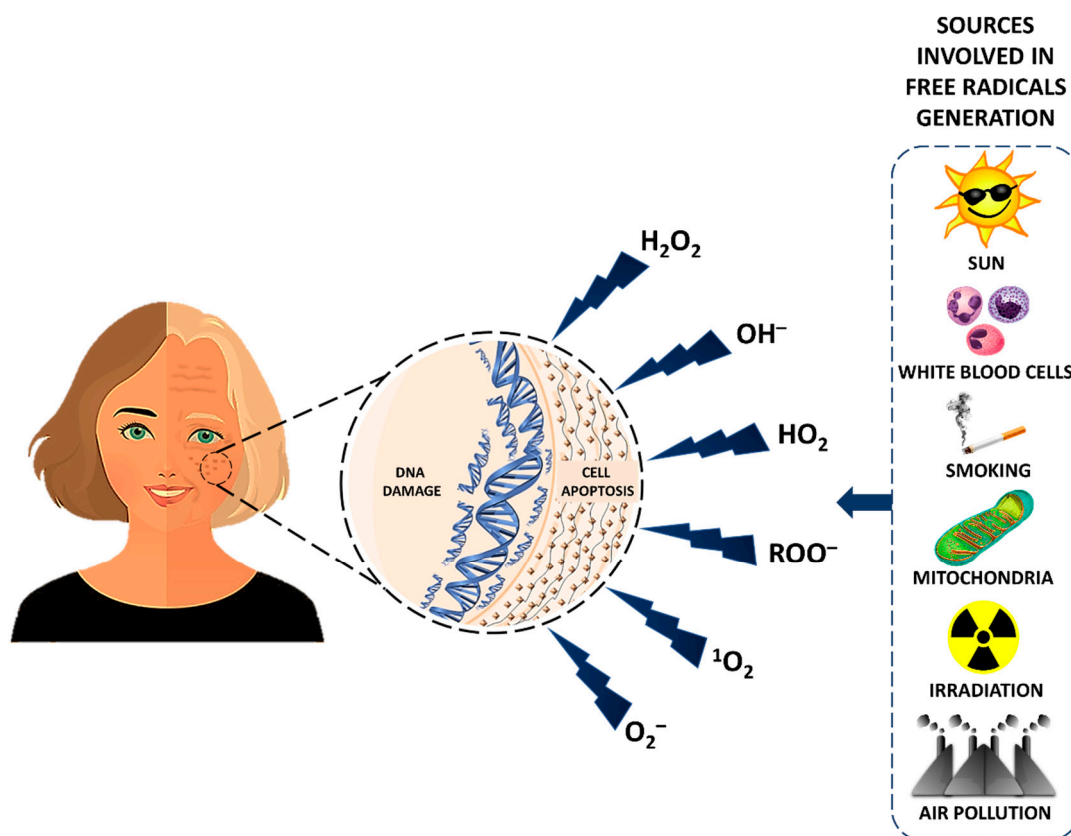 SOURCES
INVOLVED IN
FREE RADICALS
GENERATION
SUN
WHITE BLOOD CELLS
SMOKING
MITOCHONDRIA
IRRADIATION
AIR POLLUTION
H₂O₂
OH⁻
HO₂
ROO⁻
¹O₂
O₂⁻
DNA
DAMAGE
CELL
APOPTOSIS